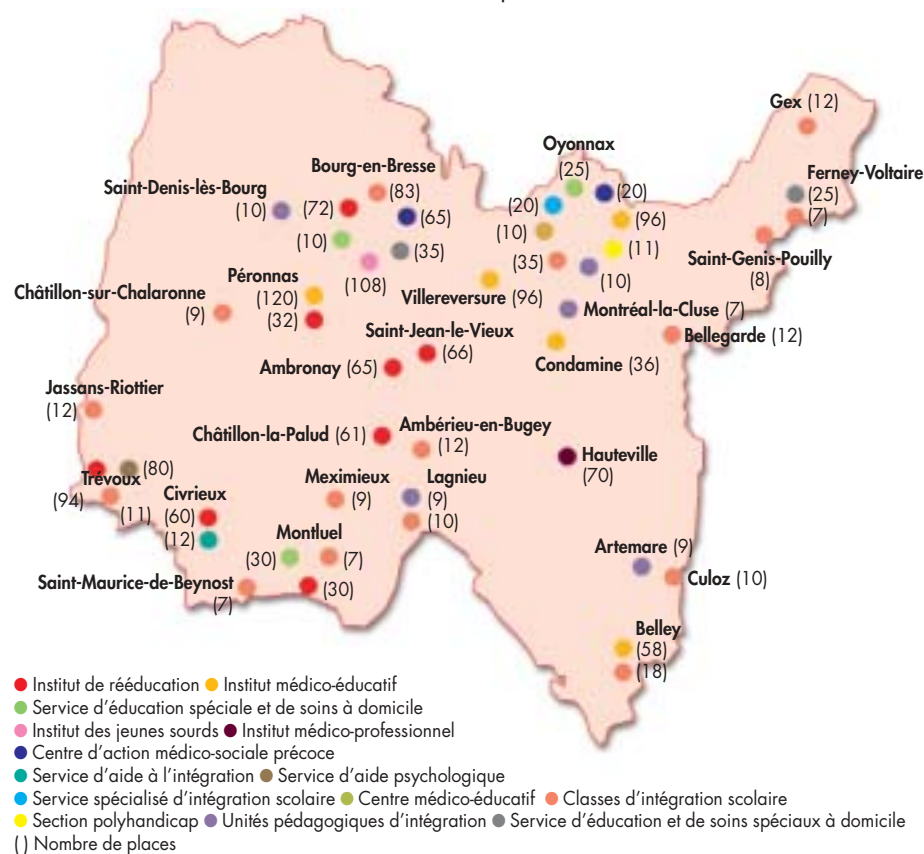 Gex (12)
Oyonnax
Bourg-en-Bresse
(25)
Ferney-Voltaire
Saint-Denis-lès-Bourg
(83)
(20)
(25)
(10)
(72)
(65)
(20)
(96)
(7)
(10)
(10)
(11)
(35)
(35)
Saint-Genis-Pouilly
(108)
(10)
(8)
Péronnas
Châtillon-sur-Chalaronne
(120)
Villereversure (96)
(9)
(32)
Montréal-la-Cluse (7)
Saint-Jean-le-Vieux
Bellegarde (12)
(66)
Ambronay (65)
Condamine (36)
Jassans-Riottier
(12)
Ambérieu-en-Bugey
Châtillon-la-Palud (61)
(12)
Hauteville
(80)
(70)
Trévoux
Meximieux
Lagnieu
(94)
Civrieux
(9)
(9)
(11)
(60)
(10)
(12)
Montluel
(30)
(7)
Artemare (9)
Saint-Maurice-de-Beynost
Culoz (10)
(7)
(30)
Belley
(58)
(18)
Institut de rééducation Institut médico-éducatif
Service d'éducation spéciale et de soins à domicile
Institut des jeunes sourds Institut médico-professionnel
Centre d'action médico-sociale précoce
Service d'aide à l'intégration Service d'aide psychologique
Service spécialisé d'intégration scolaire Centre médico-éducatif Classes d'intégration scolaire
Section polyhandicap Unités pédagogiques d'intégration Service d'éducation et de soins spéciaux à domicile
( ) Nombre de places